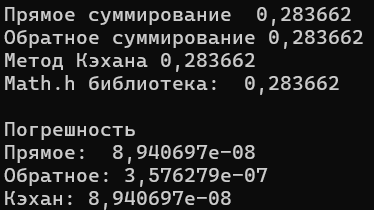 Прямое суммирование  0,283662
Обратное суммирование 0,283662
Метод Кэхана 0,283662
Math.h библиотека:  0,283662

Погрешность
Прямое:  8,940697e-08
Обратное: 3,576279e-07
Кэхан: 8,940697e-08